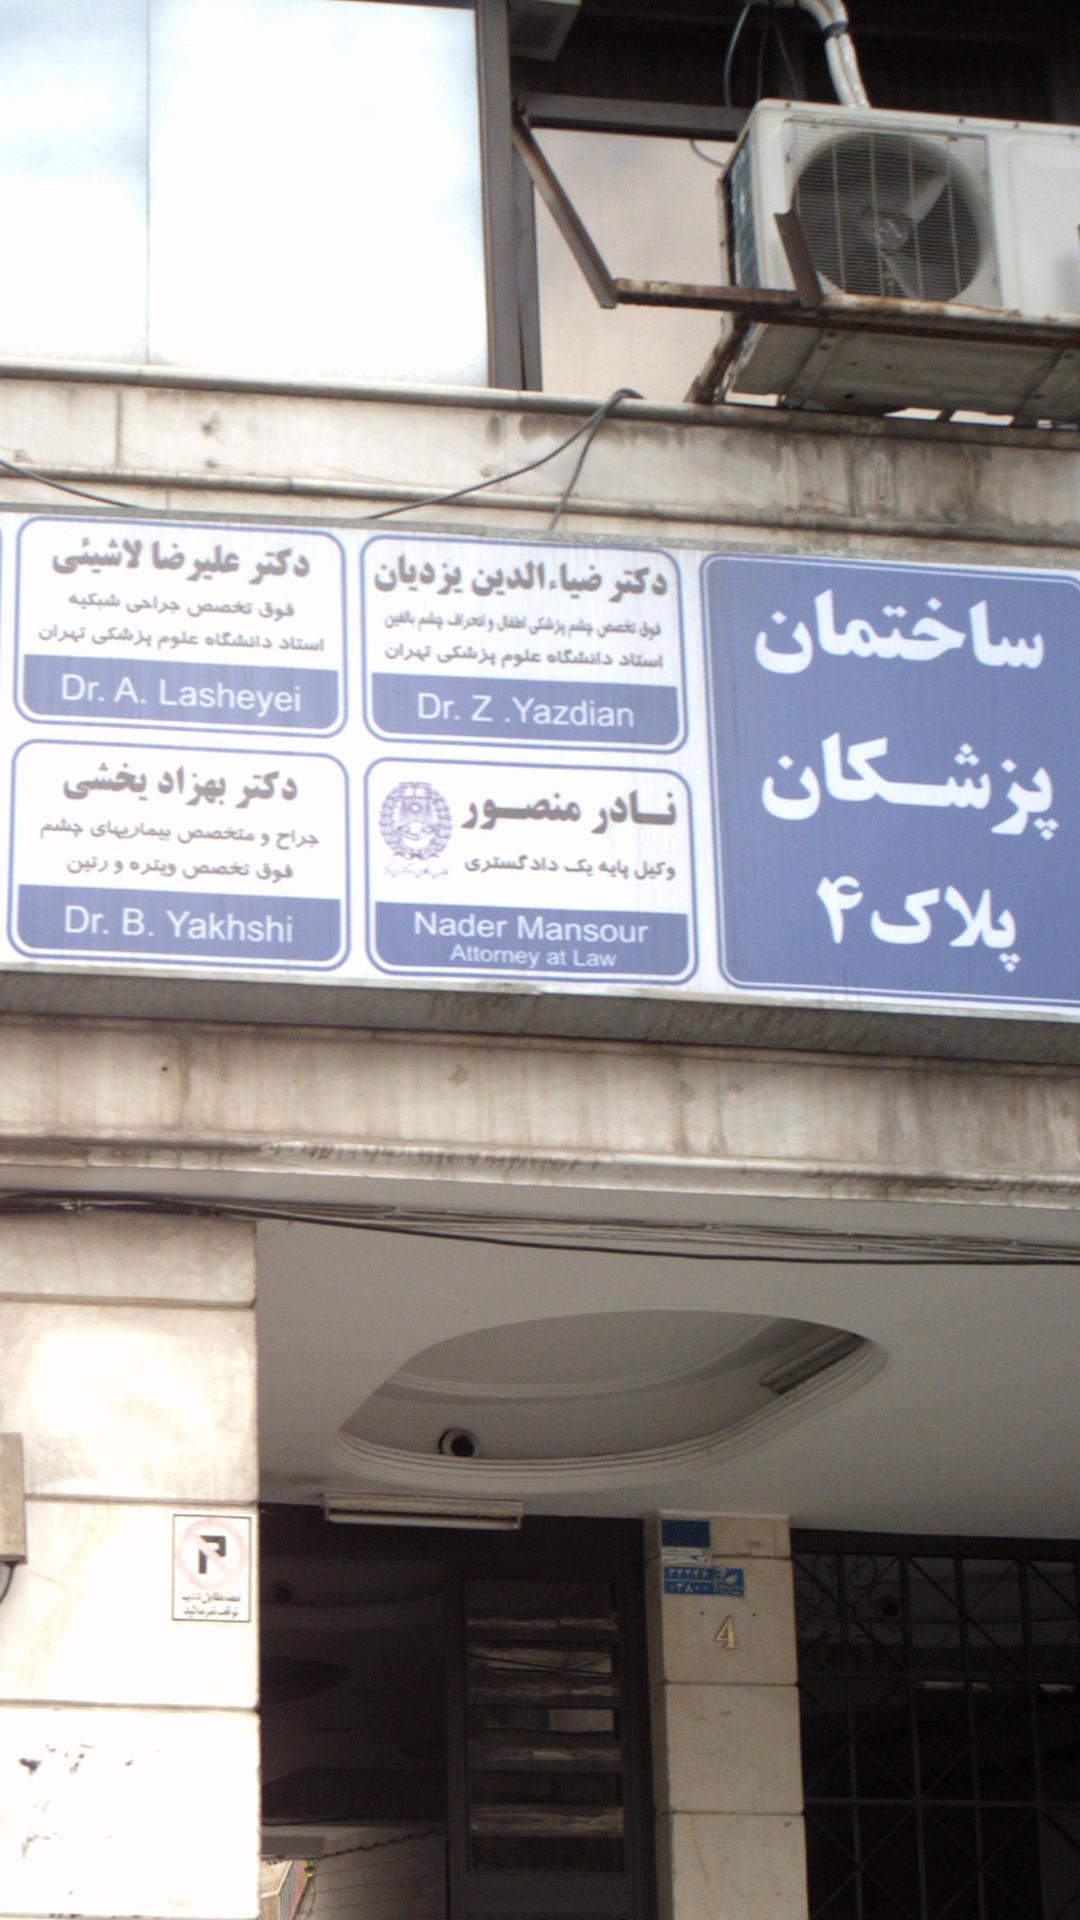 ساختمان
پزشکان
پلاک ۴
دکتر ضیاءالدین یزدیان
فوق تخصص چشم پزشکی اطفال و انحراف چشم بالغین
استاد دانشگاه علوم پزشکی تهران
Dr. Z .Yazdian
دکتر علیرضا لاشیئی
فوق تخصص جراحی شبکیه
استاد دانشگاه علوم پزشکی تهران
Dr. A. Lasheyei
نادر منصور
وکیل پایه یک دادگستری
Nader Mansour
Attorney at Law
دکتر بهزاد یخشی
جراح و متخصص بیماریهای چشم
فوق تخصص ویتره و رتین
Dr. B. Yakhshi
4